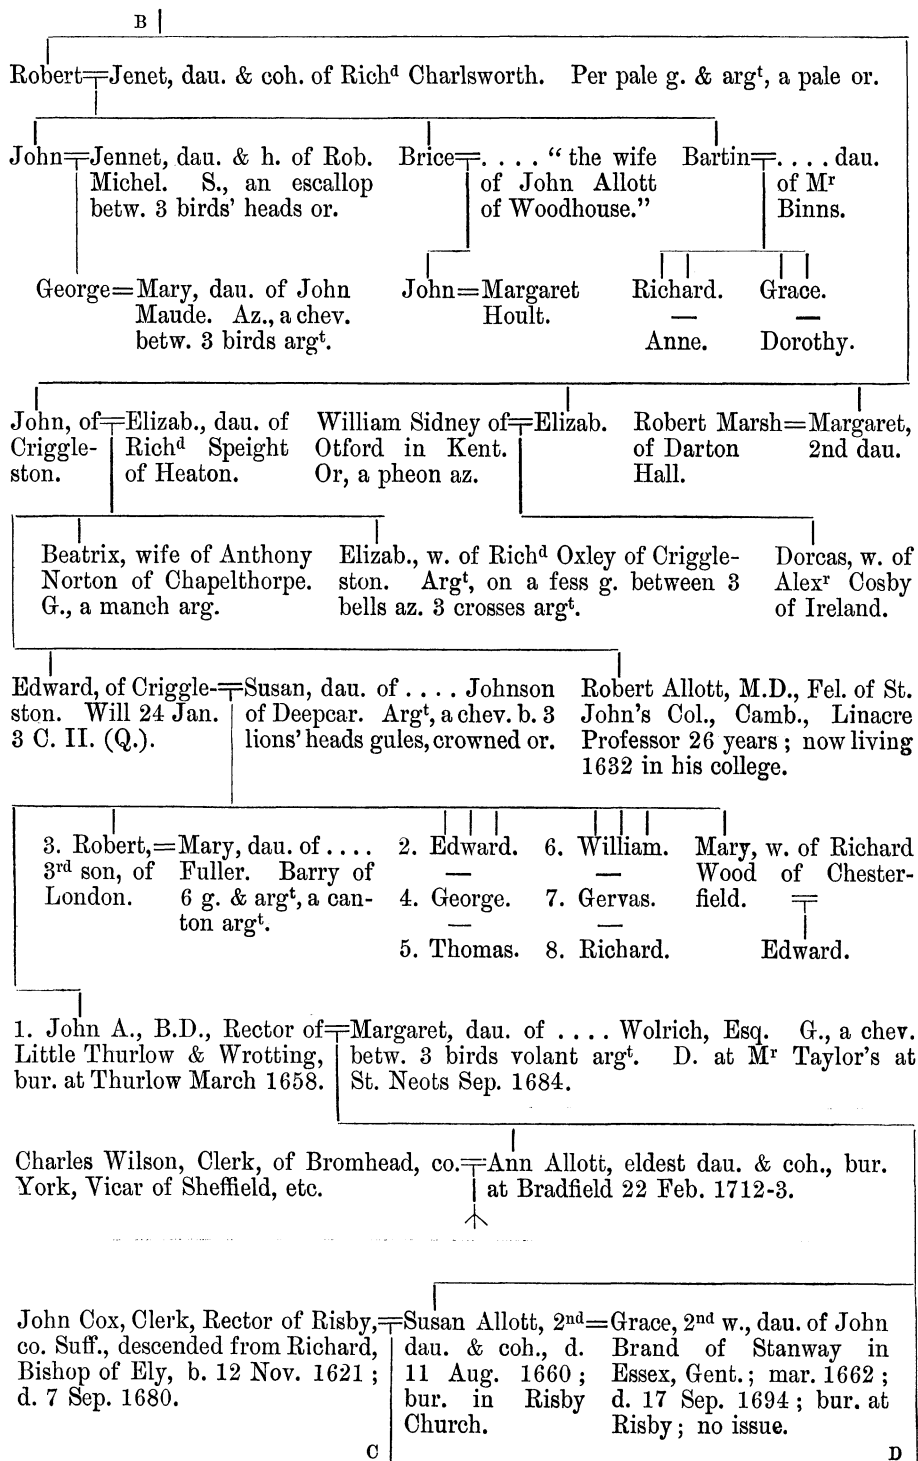 B
Robert=Jenet, dau. & coh. of Richᵈ Charlsworth. Per pale g. & argᵗ, a pale or.
John=Jennet, dau. & h. of Rob.
Michel. S., an escallop
betw. 3 birds' heads or.
Brice=. . . . "the wife
of John Allott
of Woodhouse."
Bartin=. . . . dau.
of Mʳ
Binns.
George=Mary, dau. of John
Maude. Az., a chev.
betw. 3 birds argᵗ.
John=Margaret
Hoult.
Richard.
—
Anne.
Grace.
—
Dorothy.
John, of=Elizab., dau. of
Criggle- Richᵈ Speight
ston. of Heaton.
William Sidney of=Elizab.
Otford in Kent.
Or, a pheon az.
Robert Marsh=Margaret,
of Darton 2nd dau.
Hall.
Beatrix, wife of Anthony
Norton of Chapelthorpe.
G., a manch arg.
Elizab., w. of Richᵈ Oxley of Criggle-
ston. Argᵗ, on a fess g. between 3
bells az. 3 crosses argᵗ.
Dorcas, w. of
Alexʳ Cosby
of Ireland.
Edward, of Criggle-=Susan, dau. of . . . . Johnson
ston. Will 24 Jan. of Deepcar. Argᵗ, a chev. b. 3
3 C. II. (Q.). lions' heads gules, crowned or.
Robert Allott, M.D., Fel. of St.
John's Col., Camb., Linacre
Professor 26 years; now living
1632 in his college.
3. Robert,=Mary, dau. of . . . .
3ʳᵈ son, of Fuller. Barry of
London. 6 g. & argᵗ, a can-
ton argᵗ.
2. Edward.
—
4. George.
—
5. Thomas.
6. William.
—
7. Gervas.
—
8. Richard.
Mary, w. of Richard
Wood of Chester-
field. =
Edward.
1. John A., B.D., Rector of=Margaret, dau. of . . . . Wolrich, Esq. G., a chev.
Little Thurlow & Wrotting, betw. 3 birds volant argᵗ. D. at Mʳ Taylor's at
bur. at Thurlow March 1658. St. Neots Sep. 1684.
Charles Wilson, Clerk, of Bromhead, co.=Ann Allott, eldest dau. & coh., bur.
York, Vicar of Sheffield, etc. at Bradfield 22 Feb. 1712-3.
John Cox, Clerk, Rector of Risby,=Susan Allott, 2ⁿᵈ=Grace, 2ⁿᵈ w., dau. of John
co. Suff., descended from Richard, dau. & coh., d. Brand of Stanway in
Bishop of Ely, b. 12 Nov. 1621; 11 Aug. 1660; Essex, Gent.; mar. 1662;
d. 7 Sep. 1680. bur. in Risby d. 17 Sep. 1694; bur. at
Church. Risby; no issue.
C D